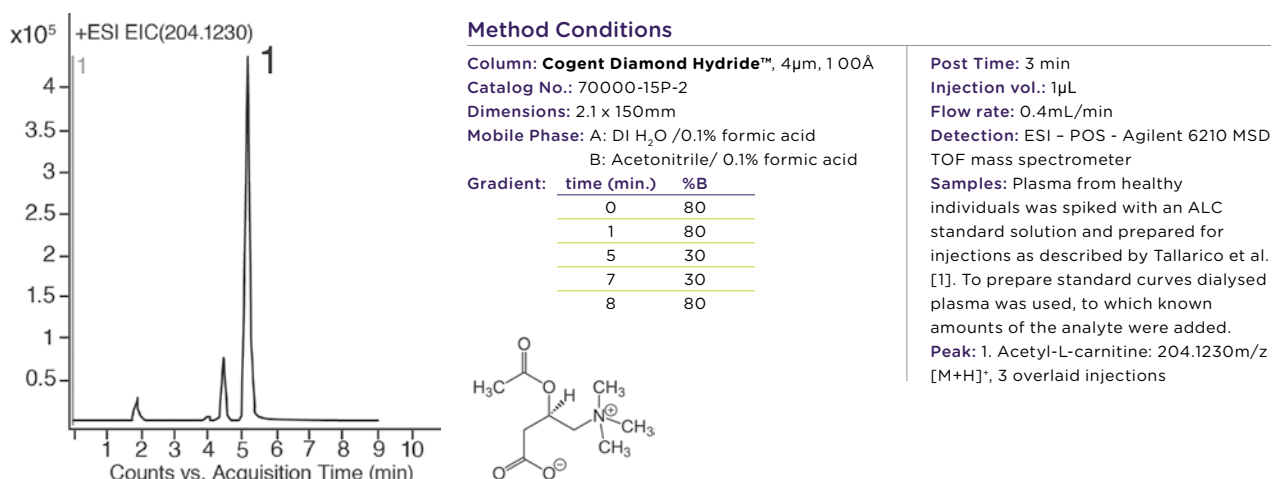 x10⁵
+ESI EIC(204.1230)
1
1
4
3.5
3
2.5
2
1.5
1
0.5
1 2 3 4 5 6 7 8 9 10
Counts vs. Acquisition Time (min)
Method Conditions
Column: Cogent Diamond Hydride™, 4µm, 1 00Å
Catalog No.: 70000-15P-2
Dimensions: 2.1 x 150mm
Mobile Phase: A: DI H₂O /0.1% formic acid
B: Acetonitrile/ 0.1% formic acid
Gradient: time (min.) %B
0 80
1 80
5 30
7 30
8 80
O
H₃C
O
H
CH₃
N⊕
CH₃
CH₃
O
O⊖
Post Time: 3 min
Injection vol.: 1µL
Flow rate: 0.4mL/min
Detection: ESI – POS - Agilent 6210 MSD
TOF mass spectrometer
Samples: Plasma from healthy
individuals was spiked with an ALC
standard solution and prepared for
injections as described by Tallarico et al.
[1]. To prepare standard curves dialysed
plasma was used, to which known
amounts of the analyte were added.
Peak: 1. Acetyl-L-carnitine: 204.1230m/z
[M+H]⁺, 3 overlaid injections